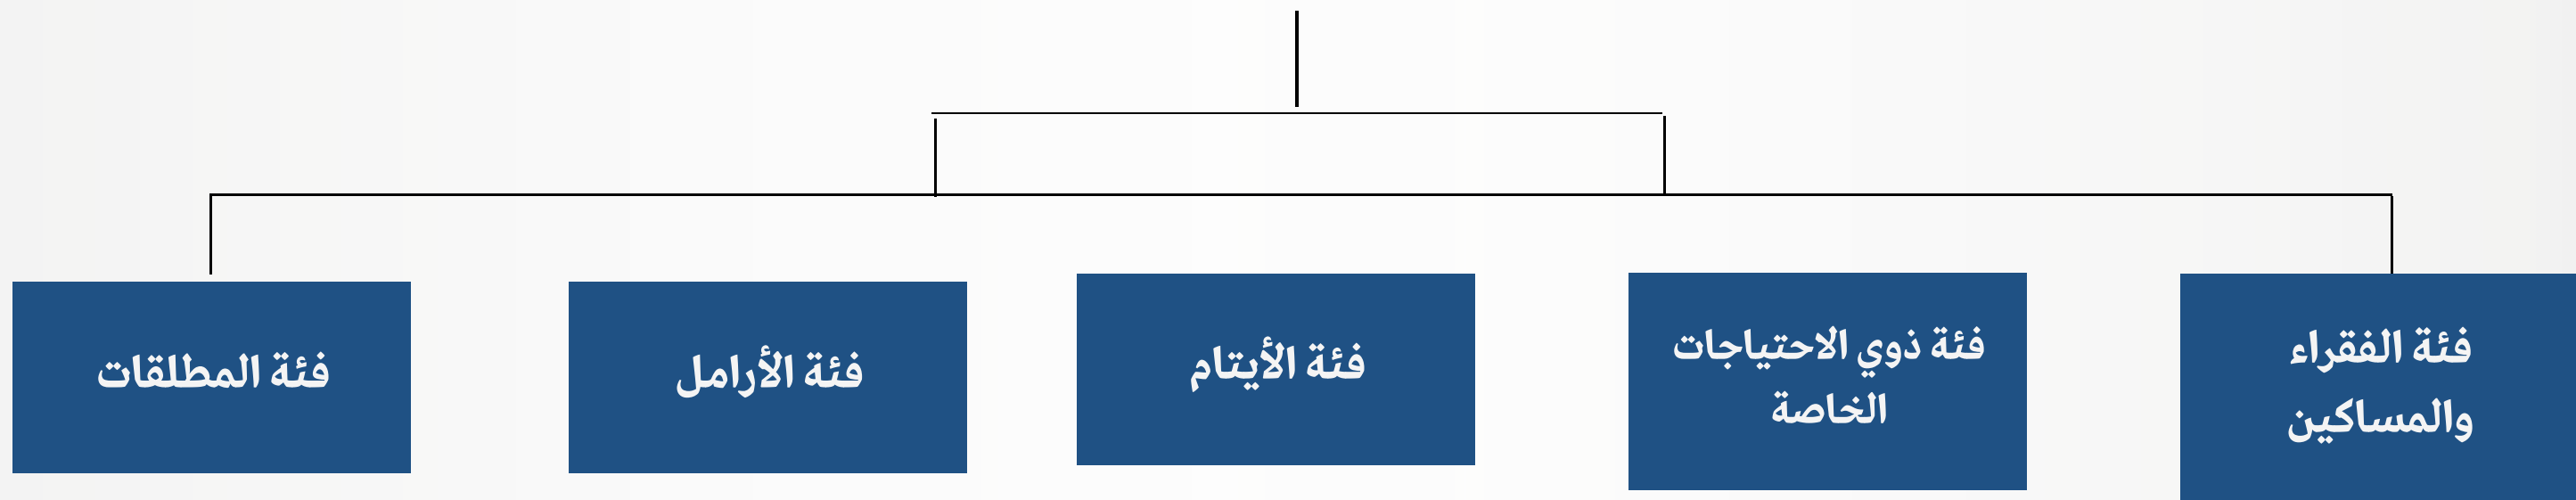 فئة الفقراء
والمساكين
فئة ذوي الاحتياجات
الخاصة
فئة الأيتام
فئة الأرامل
فئة المطلقات